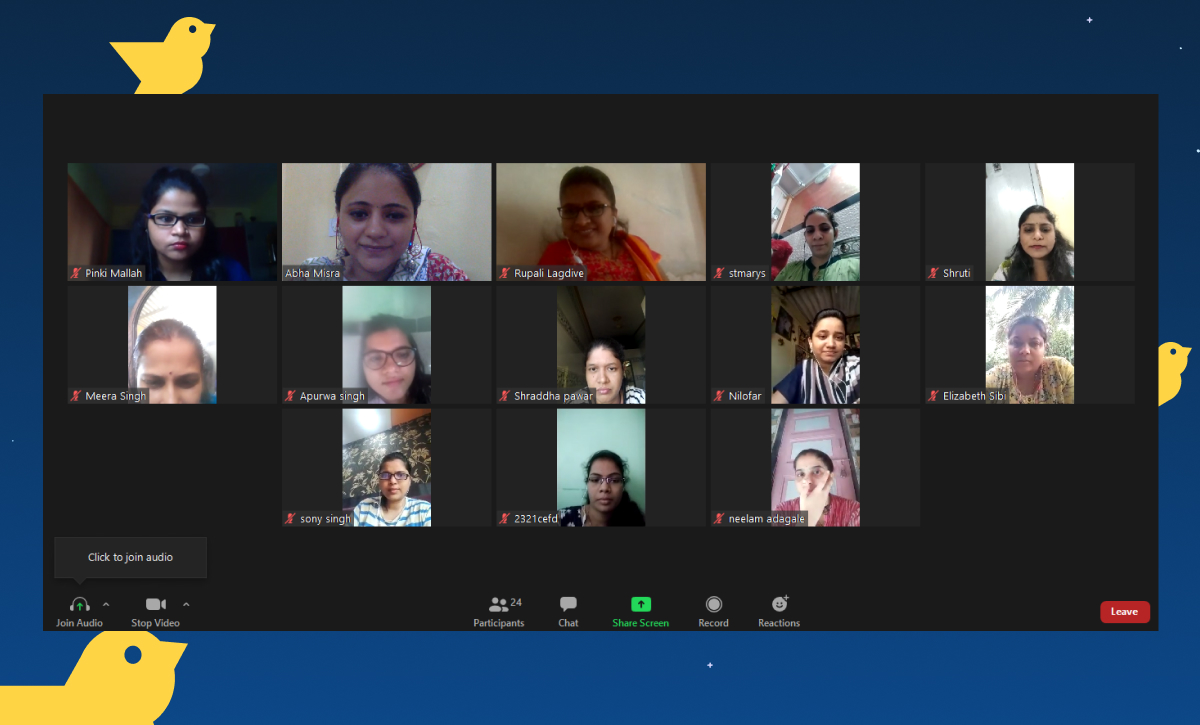 Pinki Mallah
Abha Misra
Rupali Lagdive
stmarys
Shruti
Meera Singh
Apurwa singh
Shraddha pawar
Nilofar
Elizabeth Sibi
sony singh
2321cefd
neelam adagale
Click to join audio
24
Join Audio
Stop Video
Participants
Chat
Share Screen
Record
Reactions
Leave